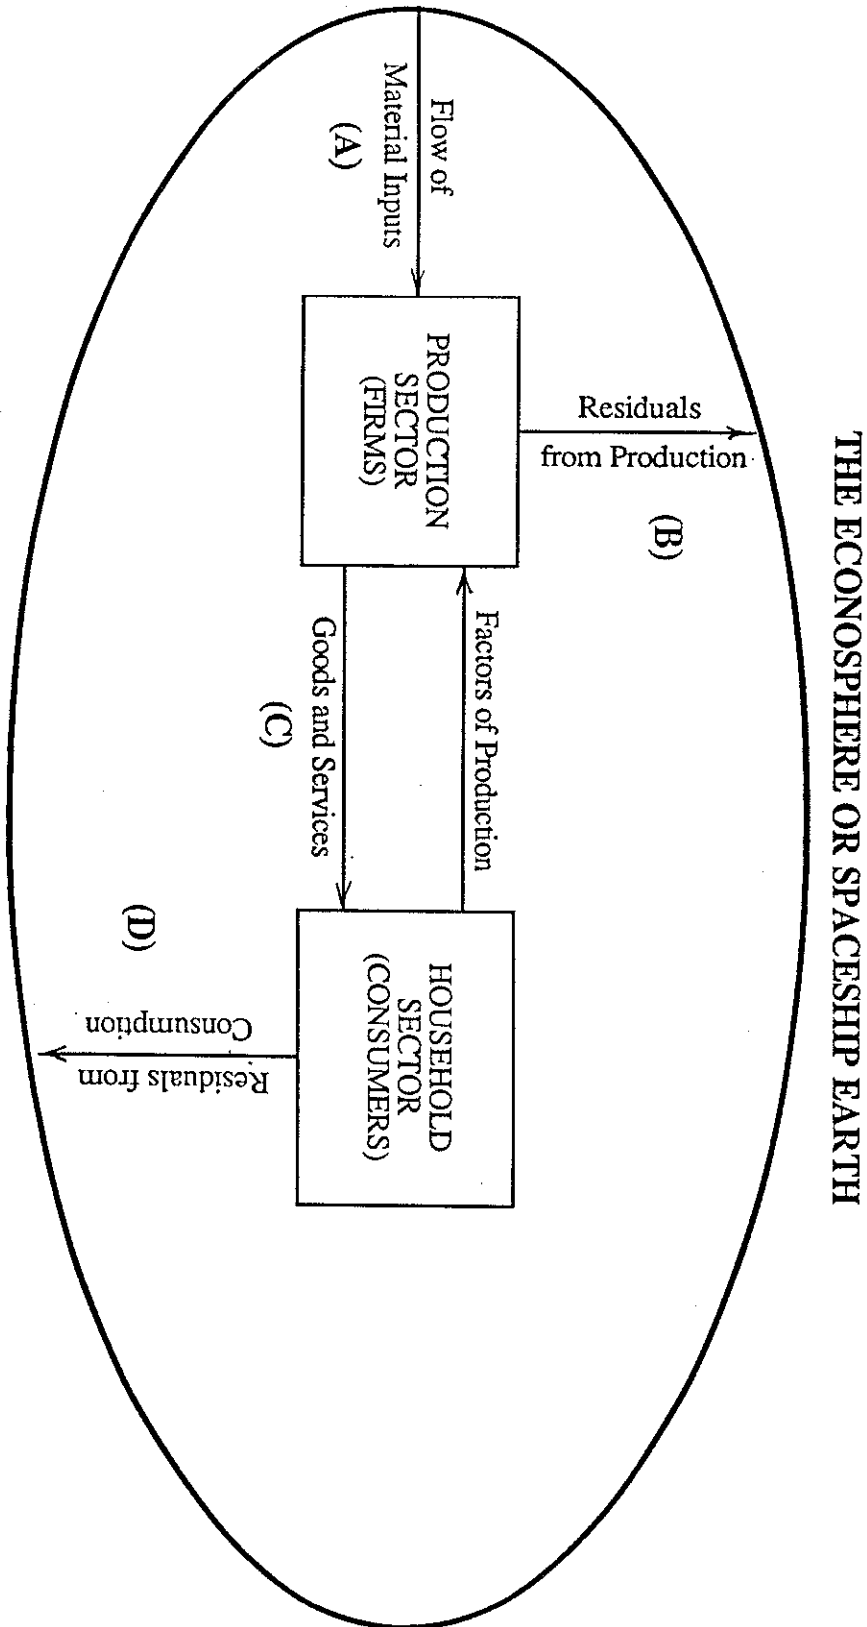 THE ECONOSPHERE OR SPACESHIP EARTH
Residuals
from Production
(B)
Flow of
Material Inputs
(A)
PRODUCTION
SECTOR
(FIRMS)
Factors of Production
Goods and Services
(C)
HOUSEHOLD
SECTOR
(CONSUMERS)
Residuals from
Consumption
(D)